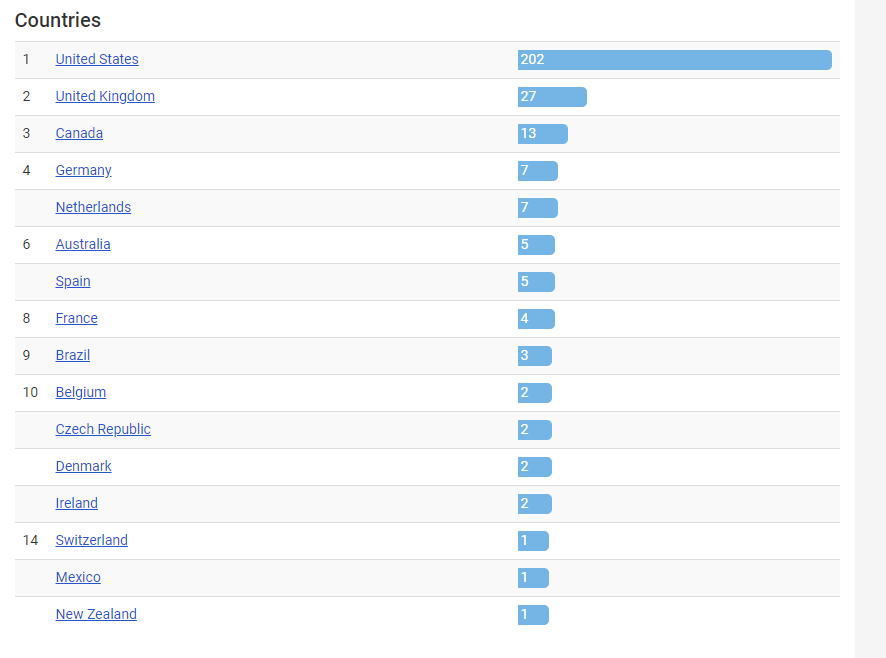 Countries
1 United States 202
2 United Kingdom 27
3 Canada 13
4 Germany 7
Netherlands 7
6 Australia 5
Spain 5
8 France 4
9 Brazil 3
10 Belgium 2
Czech Republic 2
Denmark 2
Ireland 2
14 Switzerland 1
Mexico 1
New Zealand 1